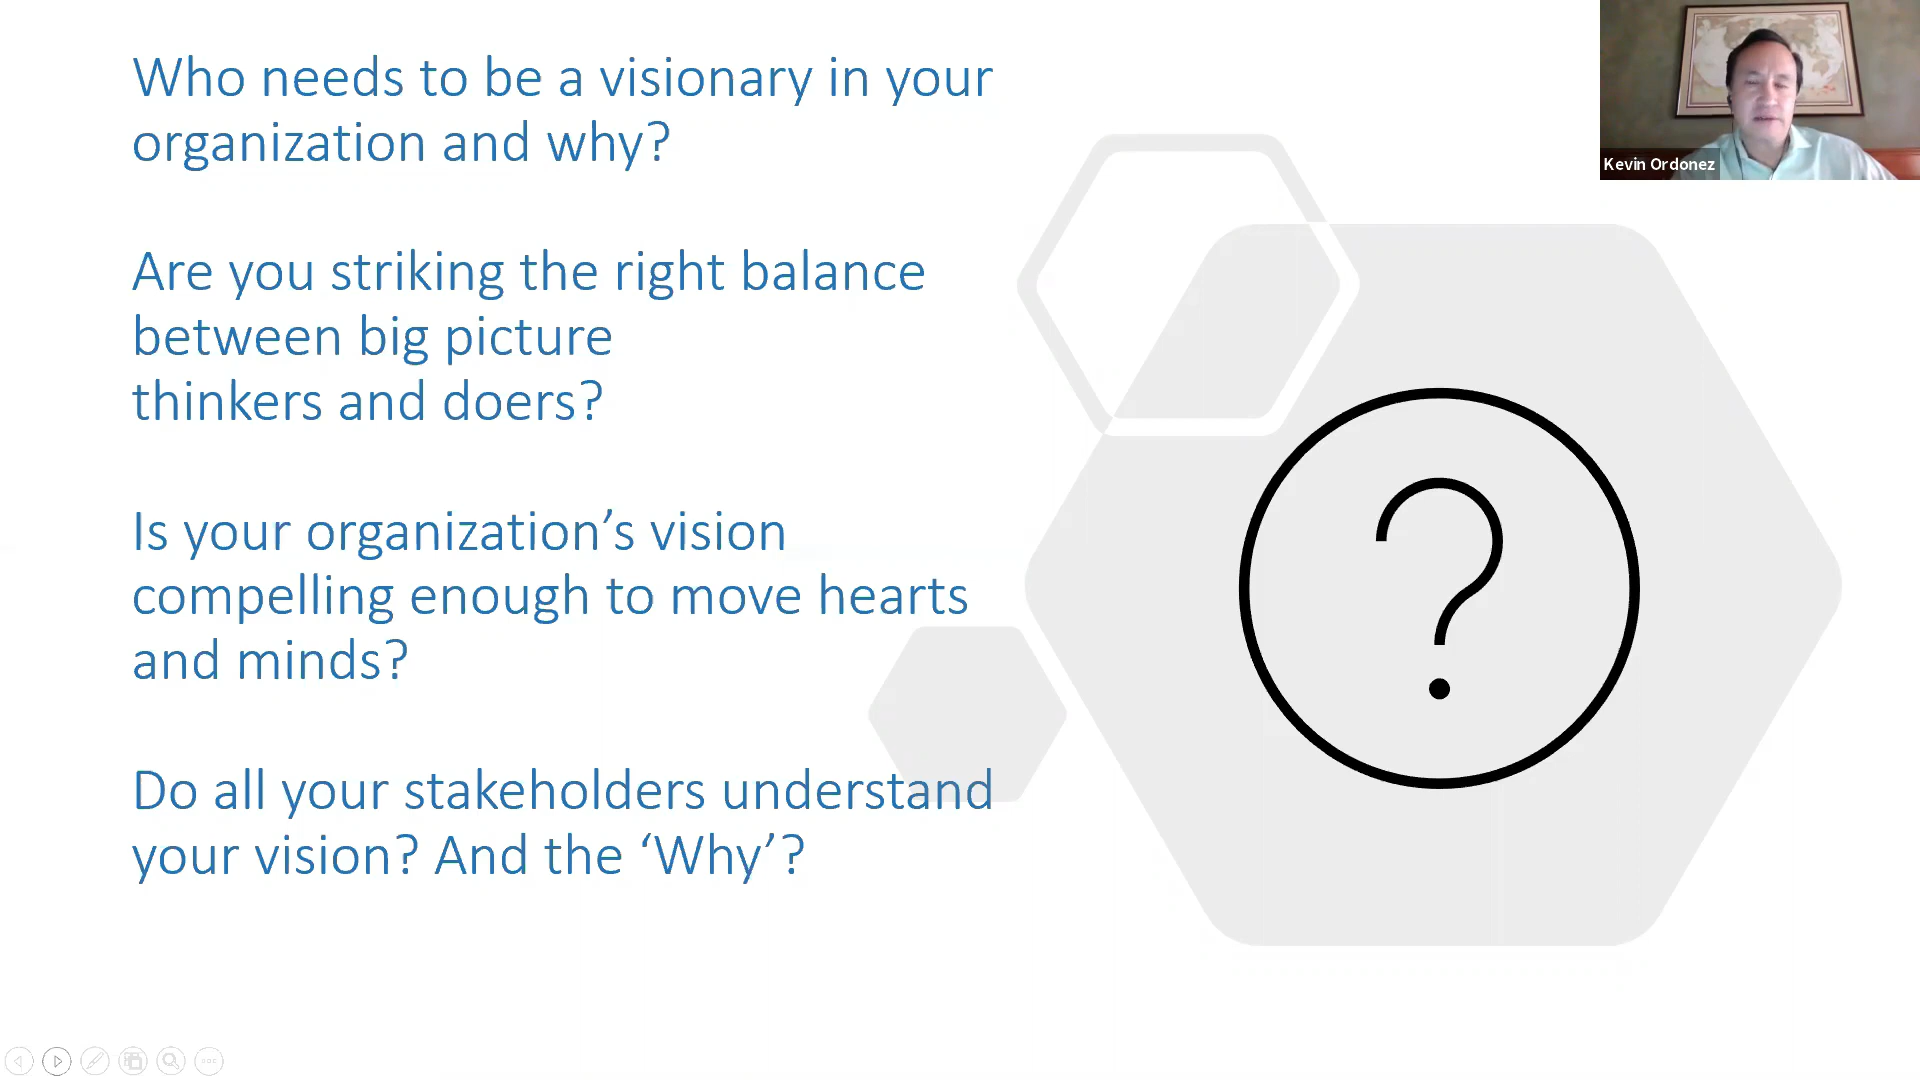 Who needs to be a visionary in your
organization and why?
Are you striking the right balance
between big picture
thinkers and doers?
Is your organization’s vision
compelling enough to move hearts
and minds?
Do all your stakeholders understand
your vision? And the ‘Why’?
?
Kevin Ordonez